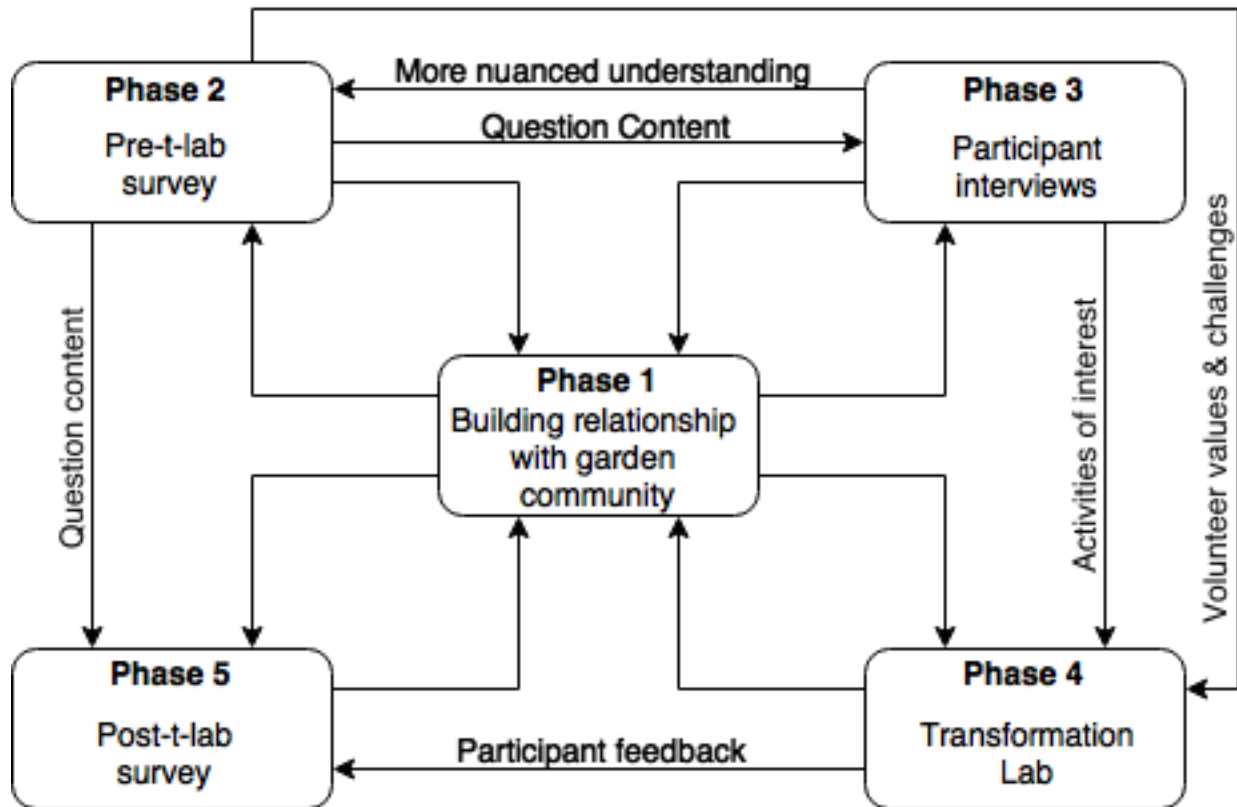 Phase 2
Pre-t-lab
survey
More nuanced understanding
Question Content
Phase 3
Participant
interviews
Phase 1
Building relationship
with garden
community
Question content
Activities of interest
Volunteer values & challenges
Phase 5
Post-t-lab
survey
Participant feedback
Phase 4
Transformation
Lab